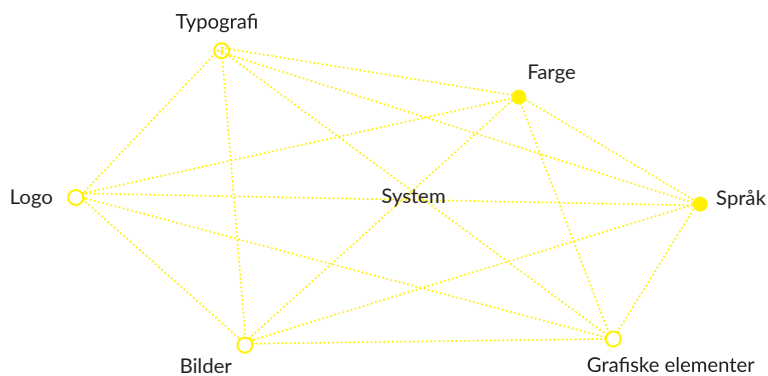 Typografi
Farge
Logo
System
Språk
Bilder
Grafiske elementer